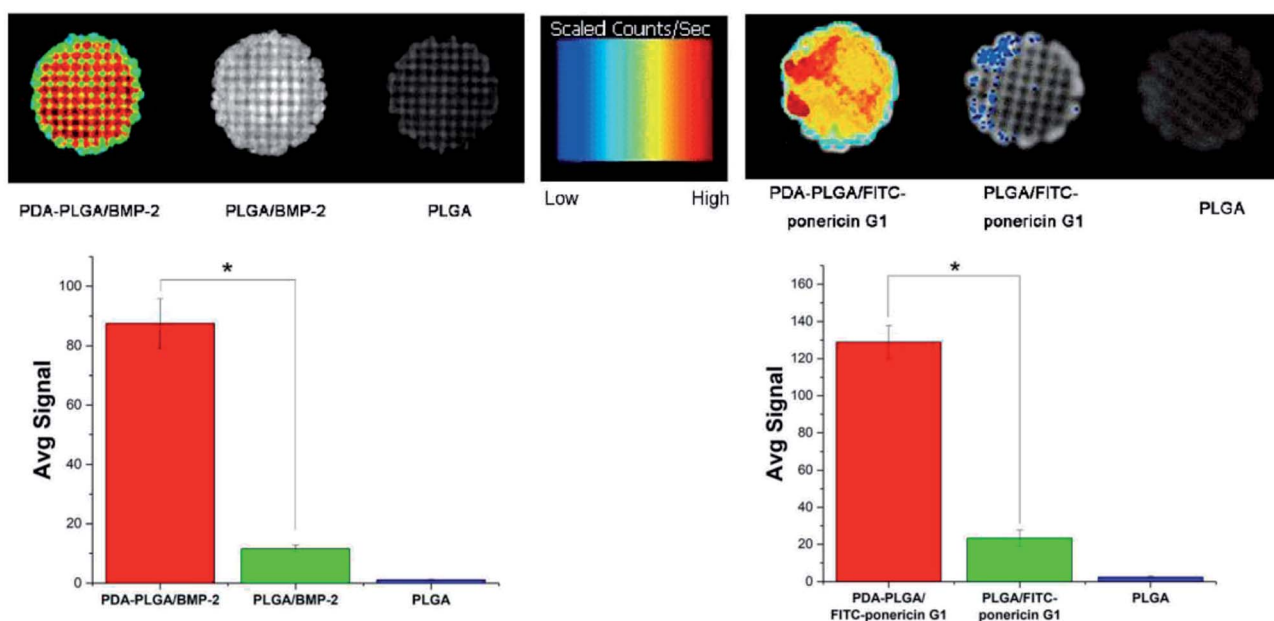 Scaled Counts/Sec
Low High
PDA-PLGA/BMP-2 PLGA/BMP-2 PLGA
PDA-PLGA/FITC-
ponericin G1
PLGA/FITC-
ponericin G1
PLGA
*
100
80
60
40
20
0
Avg Signal
PDA-PLGA/BMP-2 PLGA/BMP-2 PLGA
*
160
140
120
100
80
60
40
20
0
Avg Signal
PDA-PLGA/
FITC-ponericin G1
PLGA/FITC-
ponericin G1
PLGA